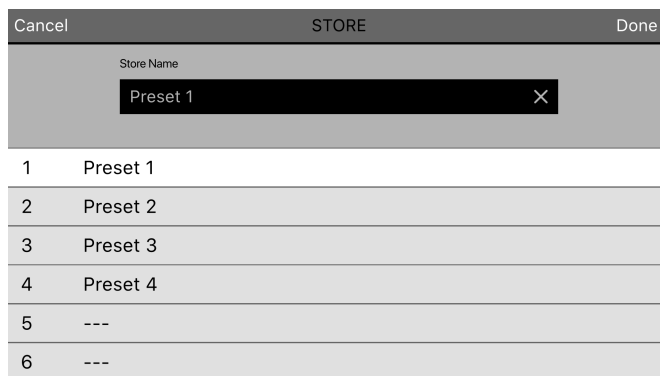 Cancel STORE Done
Store Name
Preset 1
1 Preset 1
2 Preset 2
3 Preset 3
4 Preset 4
5 ---
6 ---